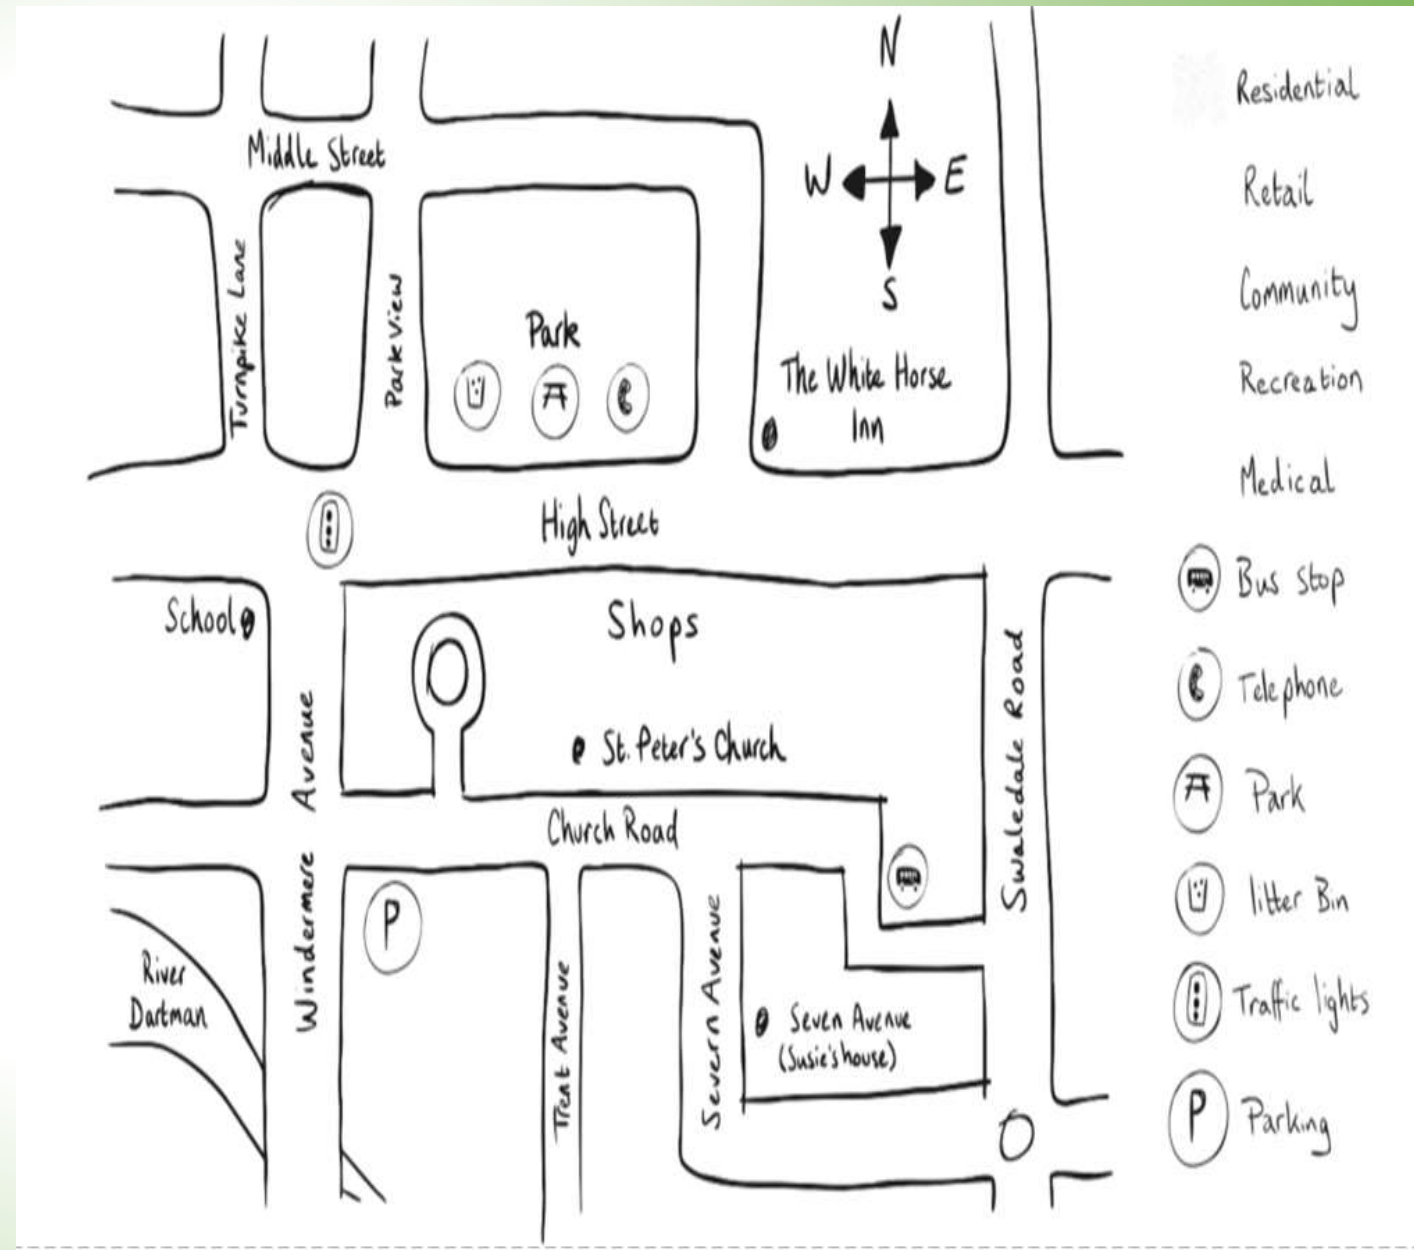 N
W
E
S
Middle Street
Turnpike Lane
Park View
Park
The White Horse
Inn
High Street
School
Shops
St. Peter's Church
Windermere Avenue
Church Road
Swaledale Road
P
River
Dartman
Trent Avenue
Severn Avenue
Seven Avenue
(Susie's house)
Residential
Retail
Community
Recreation
Medical
Bus Stop
Telephone
Park
litter Bin
Traffic lights
P
Parking